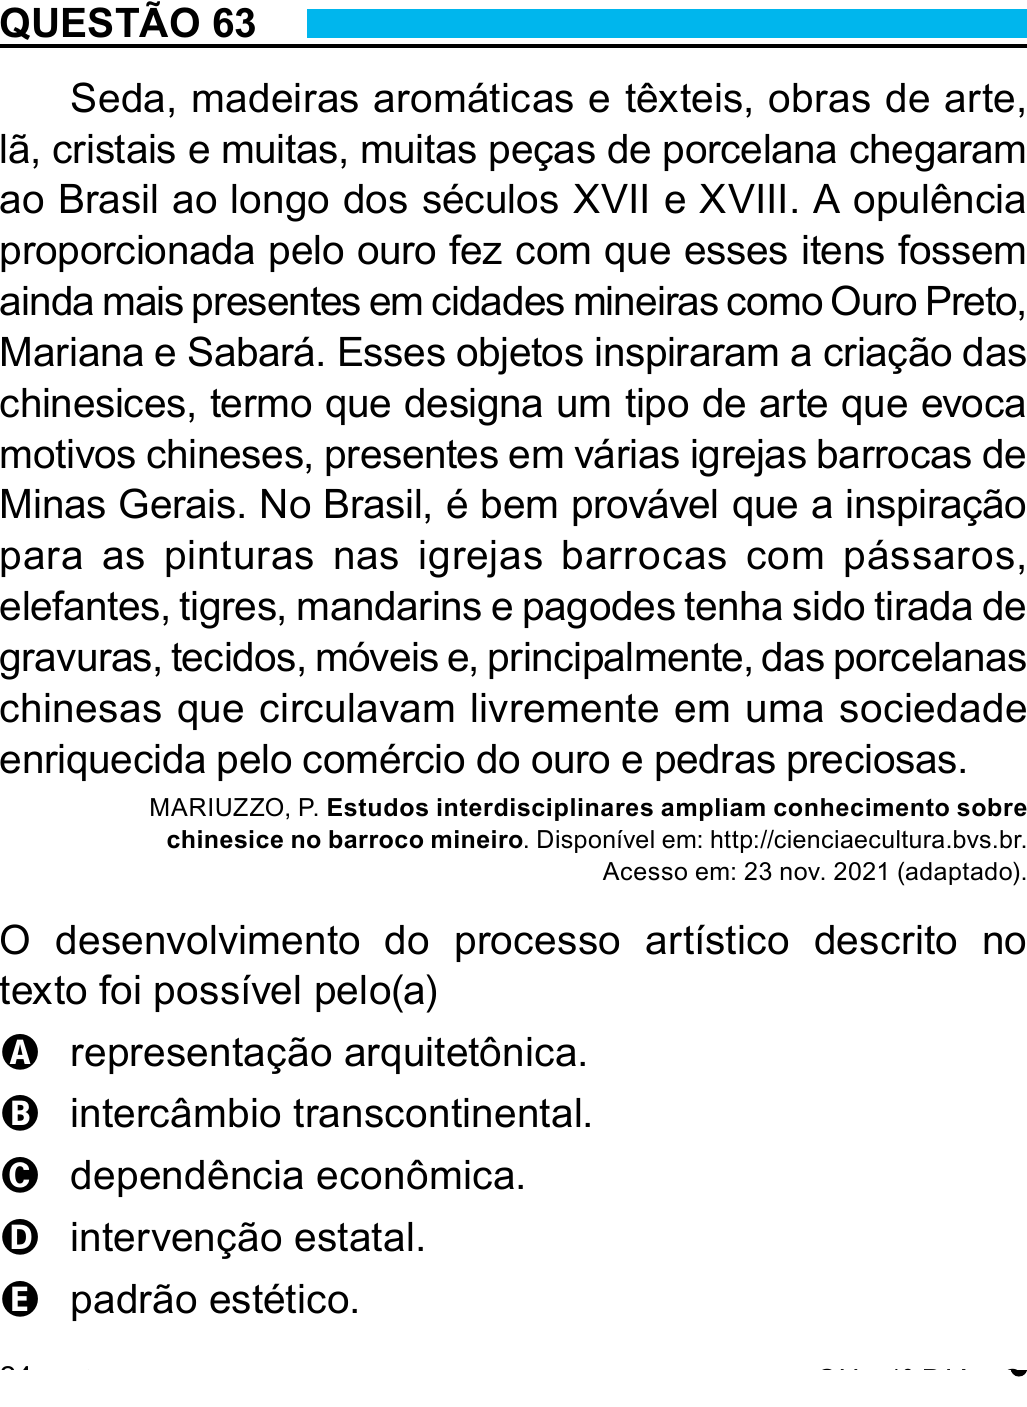 QUESTÃO 63
Seda, madeiras aromáticas e têxteis, obras de arte,
lã, cristais e muitas, muitas peças de porcelana chegaram
ao Brasil ao longo dos séculos XVII e XVIII. A opulência
proporcionada pelo ouro fez com que esses itens fossem
ainda mais presentes em cidades mineiras como Ouro Preto,
Mariana e Sabará. Esses objetos inspiraram a criação das
chinesices, termo que designa um tipo de arte que evoca
motivos chineses, presentes em várias igrejas barrocas de
Minas Gerais. No Brasil, é bem provável que a inspiração
para as pinturas nas igrejas barrocas com pássaros,
elefantes, tigres, mandarins e pagodes tenha sido tirada de
gravuras, tecidos, móveis e, principalmente, das porcelanas
chinesas que circulavam livremente em uma sociedade
enriquecida pelo comércio do ouro e pedras preciosas.
MARIUZZO, P. Estudos interdisciplinares ampliam conhecimento sobre
chinesice no barroco mineiro. Disponível em: http://cienciaecultura.bvs.br.
Acesso em: 23 nov. 2021 (adaptado).
O desenvolvimento do processo artístico descrito no
texto foi possível pelo(a)
A representação arquitetônica.
B intercâmbio transcontinental.
C dependência econômica.
D intervenção estatal.
E padrão estético.